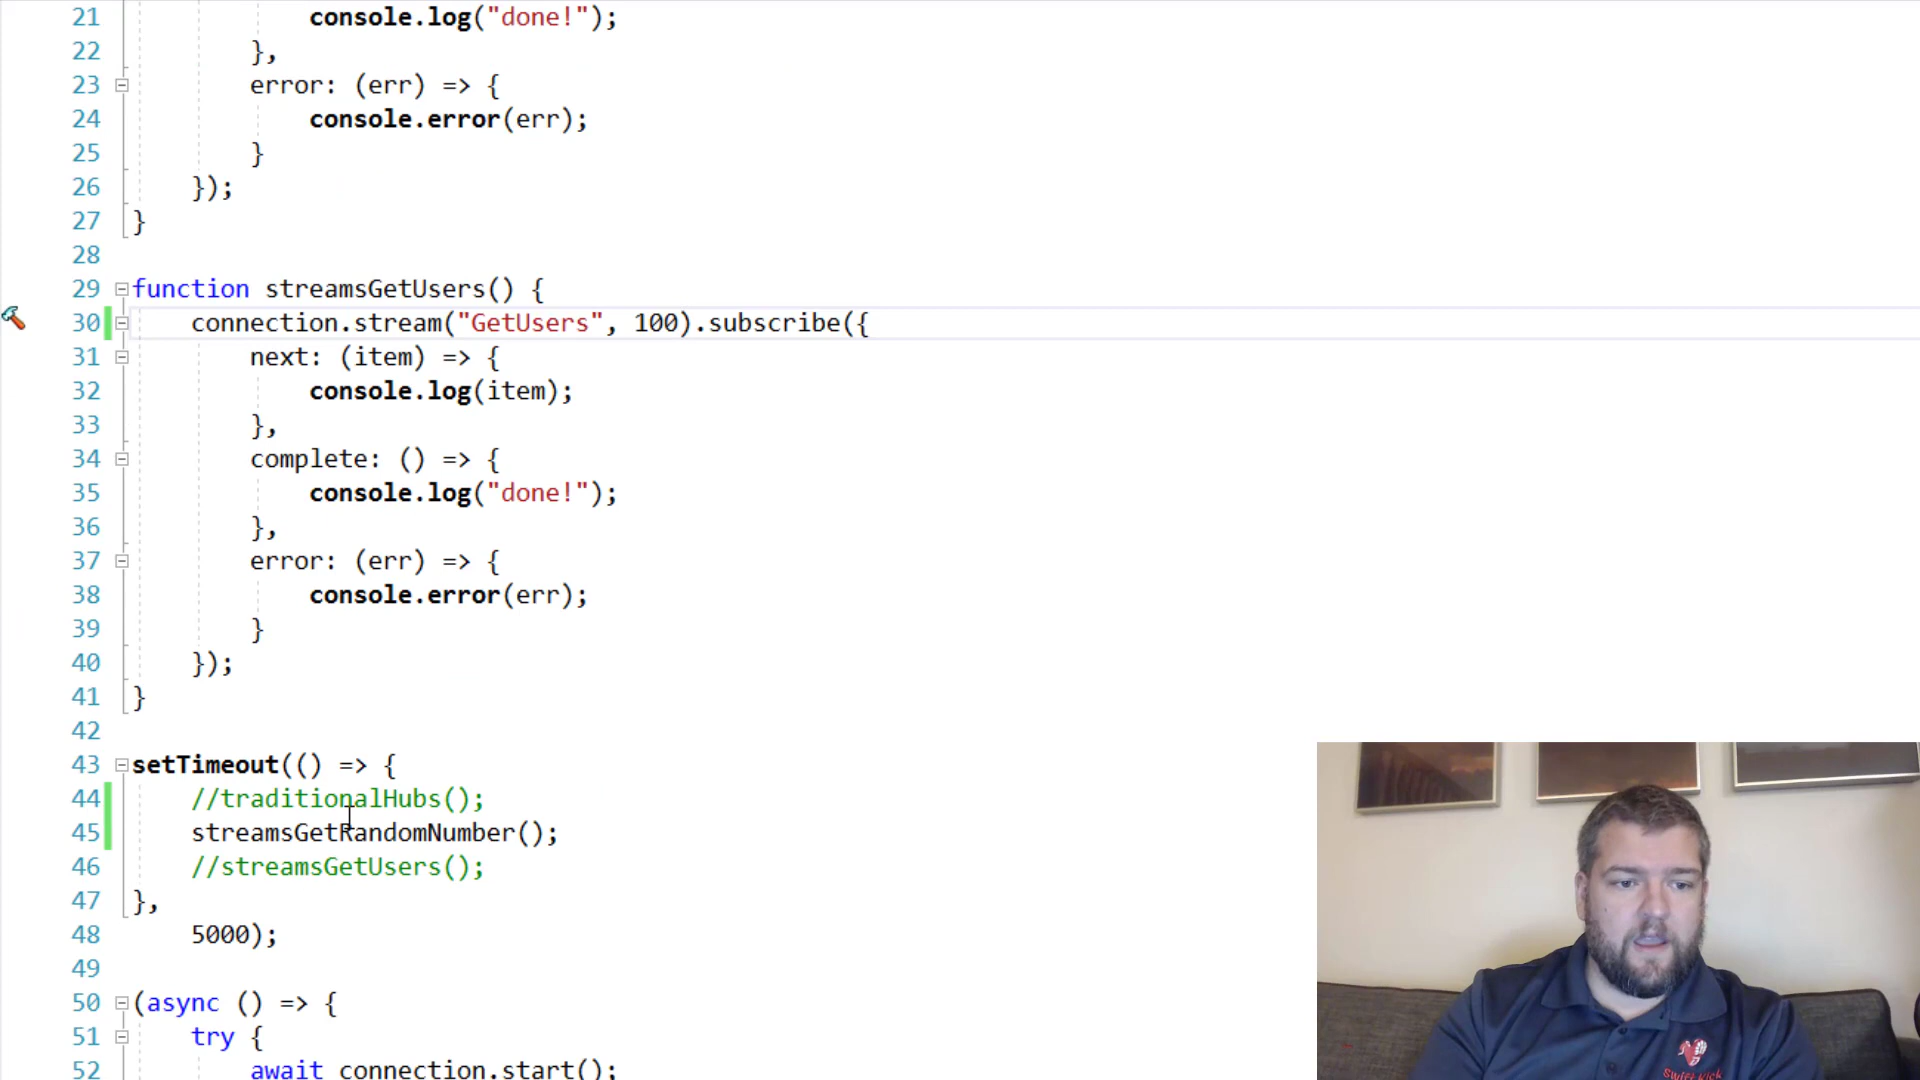 21 console.log("done!");
22 },
23 error: (err) => {
24 console.error(err);
25 }
26 });
27 }
28
29 function streamsGetUsers() {
30 connection.stream("GetUsers", 100).subscribe({
31 next: (item) => {
32 console.log(item);
33 },
34 complete: () => {
35 console.log("done!");
36 },
37 error: (err) => {
38 console.error(err);
39 }
40 });
41 }
42
43 setTimeout(() => {
44 //traditionalHubs();
45 streamsGetRandomNumber();
46 //streamsGetUsers();
47 },
48 5000);
49
50 (async () => {
51 try {
52 await connection.start();
swift kick